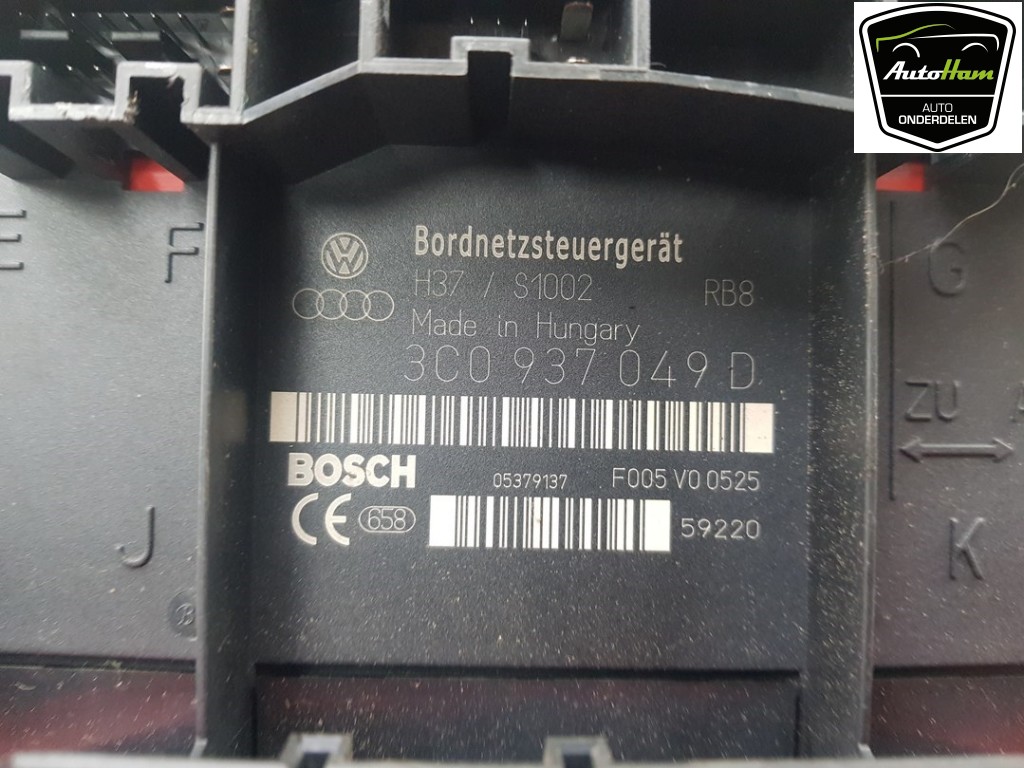 AutoHam
AUTO
ONDERDELEN
E
F
G
Bordnetzsteuergerät
H37 / S1002
RB8
Made in Hungary
3C0 937 049 D
ZU A
BOSCH
05379137
F005 V0 0525
CE
658
59220
J
K
B